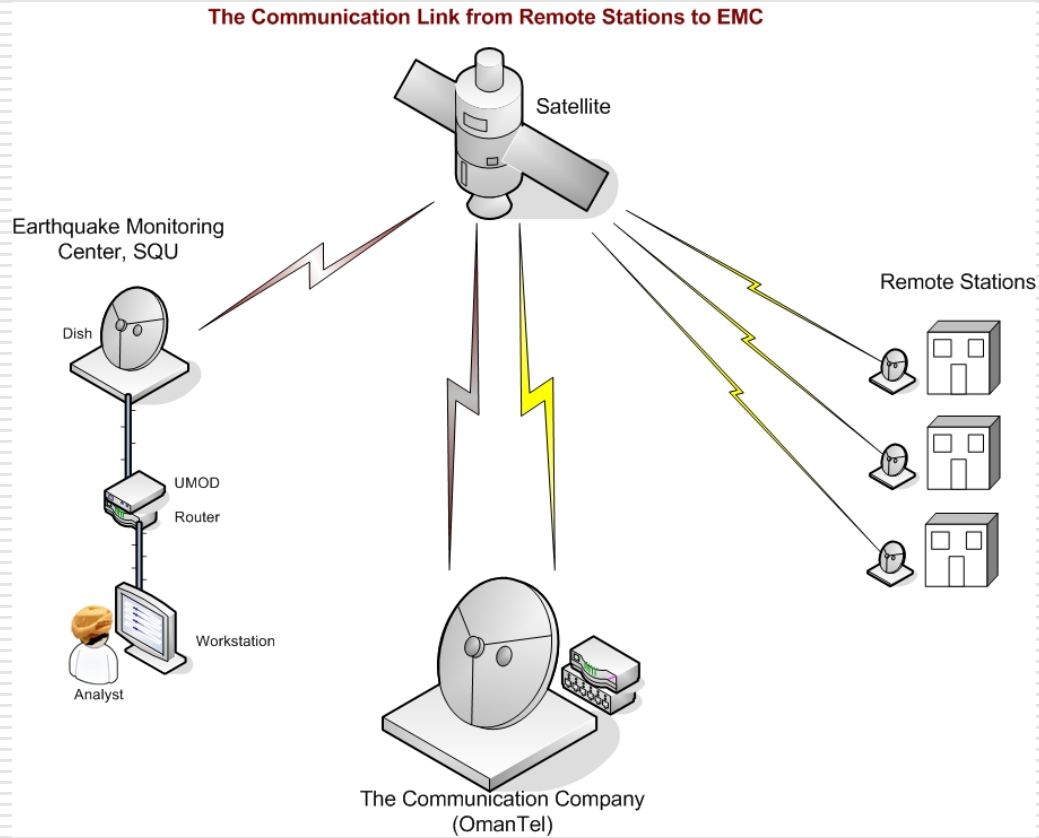 The Communication Link from Remote Stations to EMC
Satellite
Earthquake Monitoring
Center, SQU
Remote Stations
Dish
UMOD
Router
Workstation
Analyst
The Communication Company
(OmanTel)